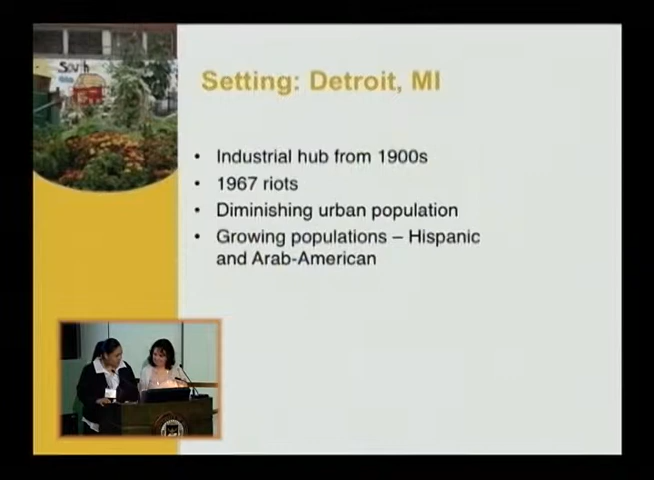 South
Setting: Detroit, MI
• Industrial hub from 1900s
• 1967 riots
• Diminishing urban population
• Growing populations – Hispanic
and Arab-American